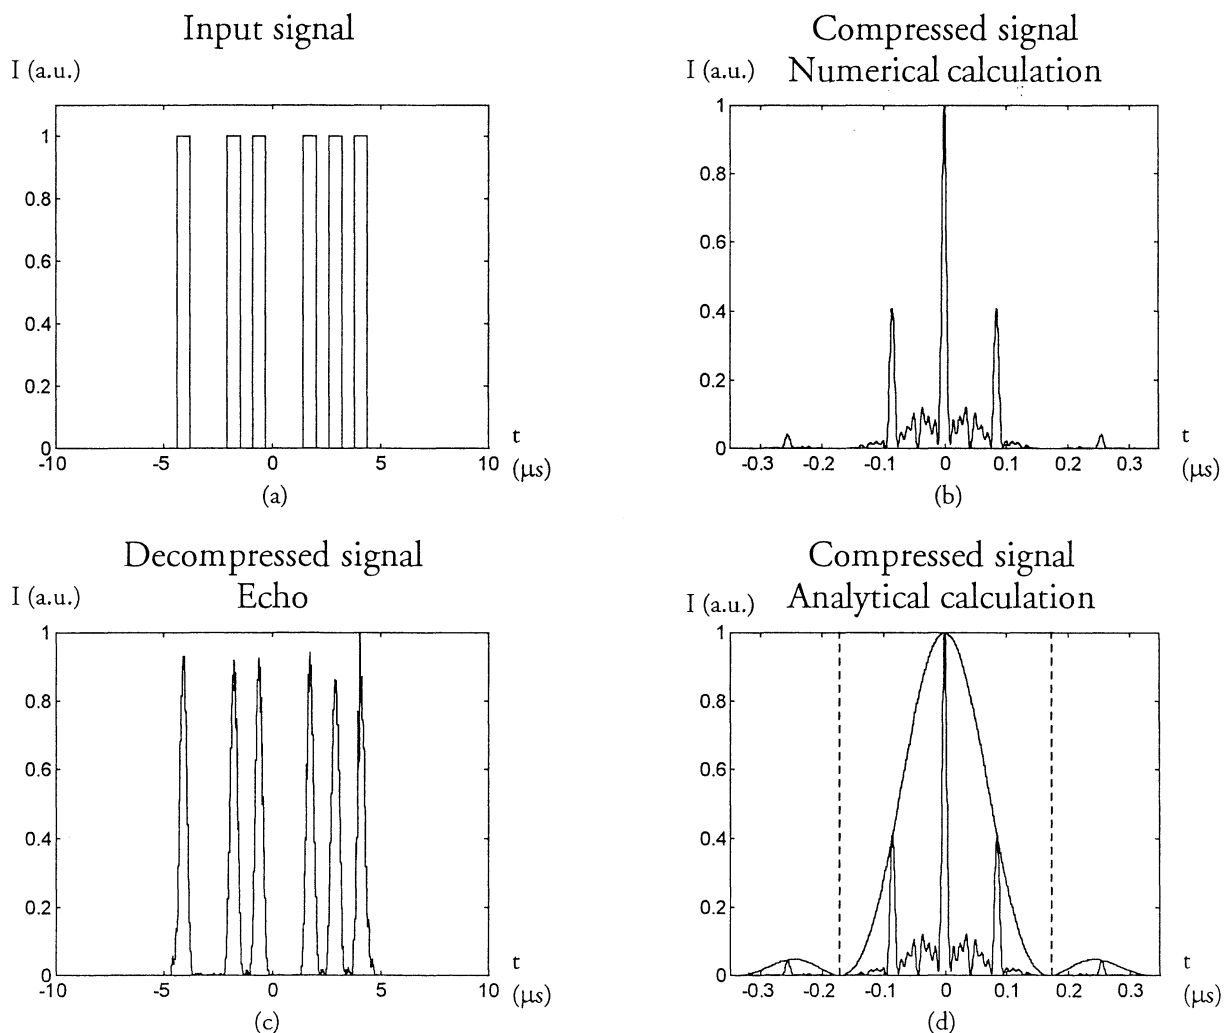 Input signal
I (a.u.)
1
0.8
0.6
0.4
0.2
0
-10
-5
0
5
10
t
(μs)
(a)
Compressed signal
I (a.u.)
Numerical calculation
1
0.8
0.6
0.4
0.2
0
-0.3
-0.2
-0.1
0
0.1
0.2
0.3
t
(μs)
(b)
Decompressed signal
I (a.u.)
Echo
1
0.8
0.6
0.4
0.2
0
-10
-5
0
5
10
t
(μs)
(c)
Compressed signal
I (a.u.)
Analytical calculation
1
0.8
0.6
0.4
0.2
0
-0.3
-0.2
-0.1
0
0.1
0.2
0.3
t
(μs)
(d)